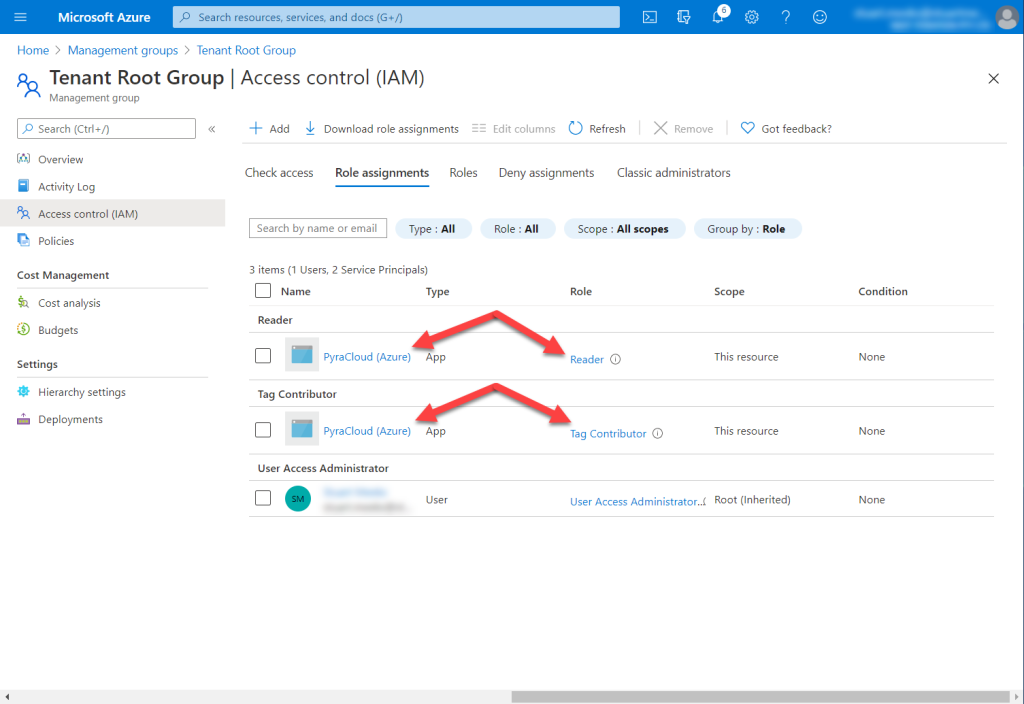 Microsoft Azure
Search resources, services, and docs (G+/)
6
Home > Management groups > Tenant Root Group
Tenant Root Group | Access control (IAM)
Management group
Search (Ctrl+/)
«
Overview
Activity Log
Access control (IAM)
Policies
Cost Management
Cost analysis
Budgets
Settings
Hierarchy settings
Deployments
Add Download role assignments Edit columns Refresh Remove Got feedback?
Check access Role assignments Roles Deny assignments Classic administrators
Search by name or email Type : All Role : All Scope : All scopes Group by : Role
3 items (1 Users, 2 Service Principals)
Name Type Role Scope Condition
Reader
PyraCloud (Azure) App Reader This resource None
Tag Contributor
PyraCloud (Azure) App Tag Contributor This resource None
User Access Administrator
SM User User Access Administrator... Root (Inherited) None